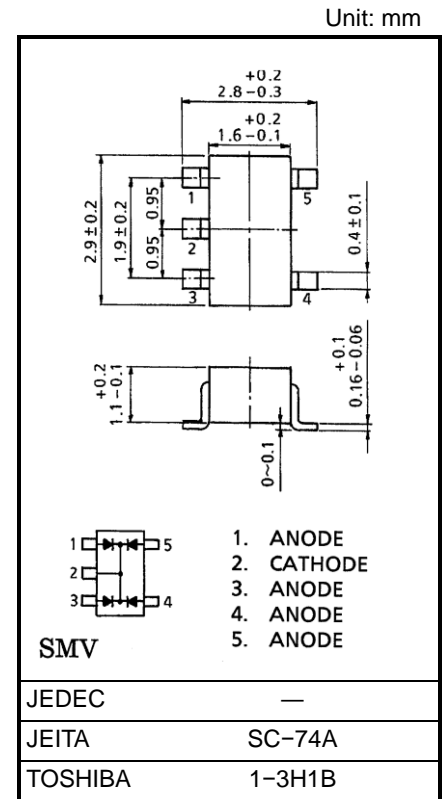 Unit: mm
+0.2
2.8 −0.3
+0.2
1.6 −0.1
2.9 ± 0.2
1.9 ± 0.2
0.95
0.95
1
2
3
5
4
0.4 ± 0.1
+0.2
1.1 −0.1
+0.1
0.16 −0.06
0~0.1
1
2
3
5
4
1. ANODE
2. CATHODE
3. ANODE
4. ANODE
5. ANODE
SMV
JEDEC —
JEITA SC−74A
TOSHIBA 1−3H1B